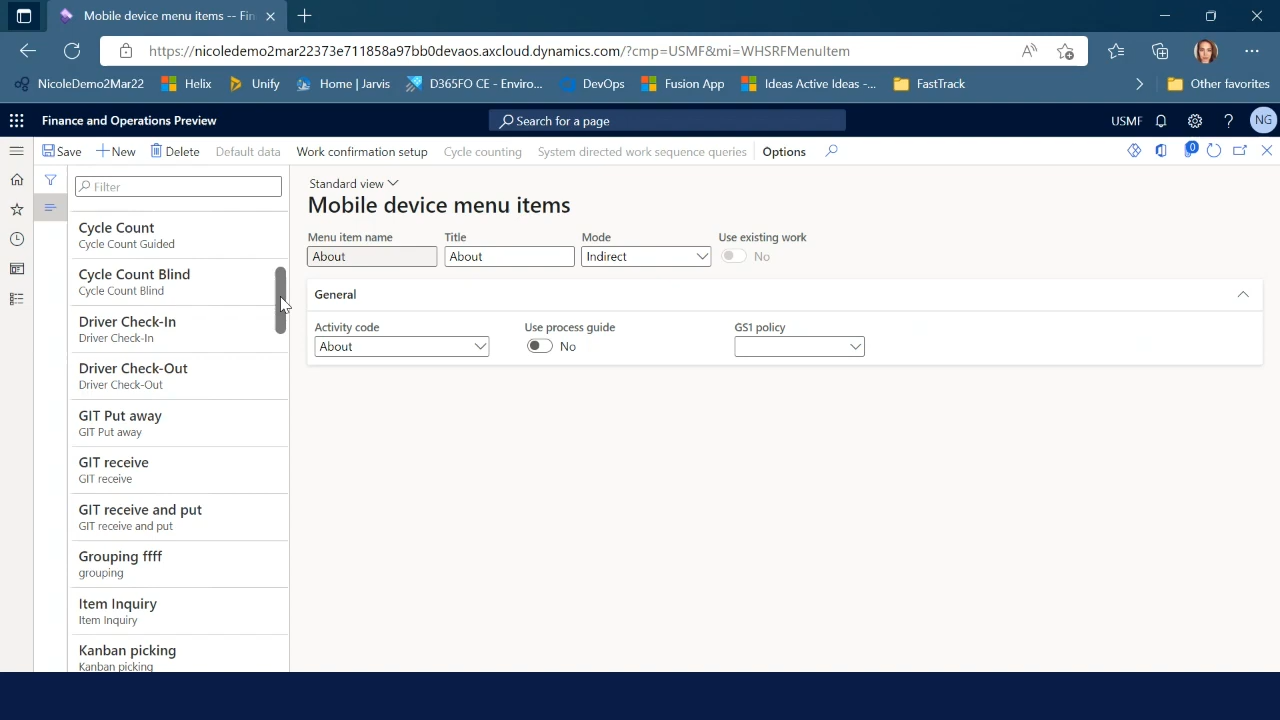 Mobile device menu items -- Fin
https://nicoledemo2mar22373e711858a97bb0devaos.axcloud.dynamics.com/?cmp=USMF&mi=WHSRFMenuItem
NicoleDemo2Mar22 Helix Unify Home | Jarvis D365FO CE - Enviro... DevOps Fusion App Ideas Active Ideas -... FastTrack Other favorites
Finance and Operations Preview Search for a page USMF ? NG
Save New Delete Default data Work confirmation setup Cycle counting System directed work sequence queries Options 0
Filter
Cycle Count
Cycle Count Guided
Cycle Count Blind
Cycle Count Blind
Driver Check-In
Driver Check-In
Driver Check-Out
Driver Check-Out
GIT Put away
GIT Put away
GIT receive
GIT receive
GIT receive and put
GIT receive and put
Grouping ffff
grouping
Item Inquiry
Item Inquiry
Kanban picking
Kanban picking
Standard view
Mobile device menu items
Menu item name Title Mode Use existing work
About About Indirect No
General
Activity code Use process guide GS1 policy
About No